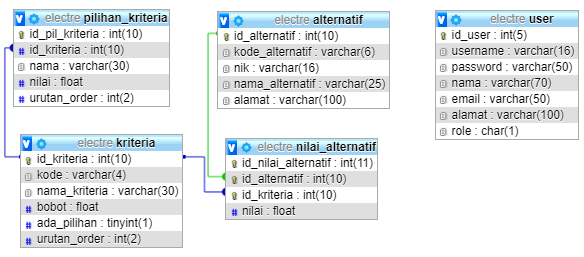 electre pilihan_kriteria
id_pil_kriteria : int(10)
id_kriteria : int(10)
nama : varchar(30)
nilai : float
urutan_order : int(2)
electre alternatif
id_alternatif : int(10)
kode_alternatif : varchar(6)
nik : varchar(16)
nama_alternatif : varchar(25)
alamat : varchar(100)
electre user
id_user : int(5)
username : varchar(16)
password : varchar(50)
nama : varchar(70)
email : varchar(50)
alamat : varchar(100)
role : char(1)
electre kriteria
id_kriteria : int(10)
kode : varchar(4)
nama_kriteria : varchar(30)
bobot : float
ada_pilihan : tinyint(1)
urutan_order : int(2)
electre nilai_alternatif
id_nilai_alternatif : int(11)
id_alternatif : int(10)
id_kriteria : int(10)
nilai : float